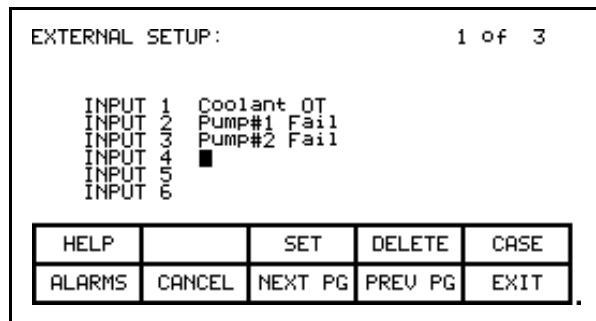 EXTERNAL SETUP: 1 of 3
INPUT 1 Coolant OT
INPUT 2 Pump#1 Fail
INPUT 3 Pump#2 Fail
INPUT 4
INPUT 5
INPUT 6
HELP SET DELETE CASE
ALARMS CANCEL NEXT PG PREV PG EXIT